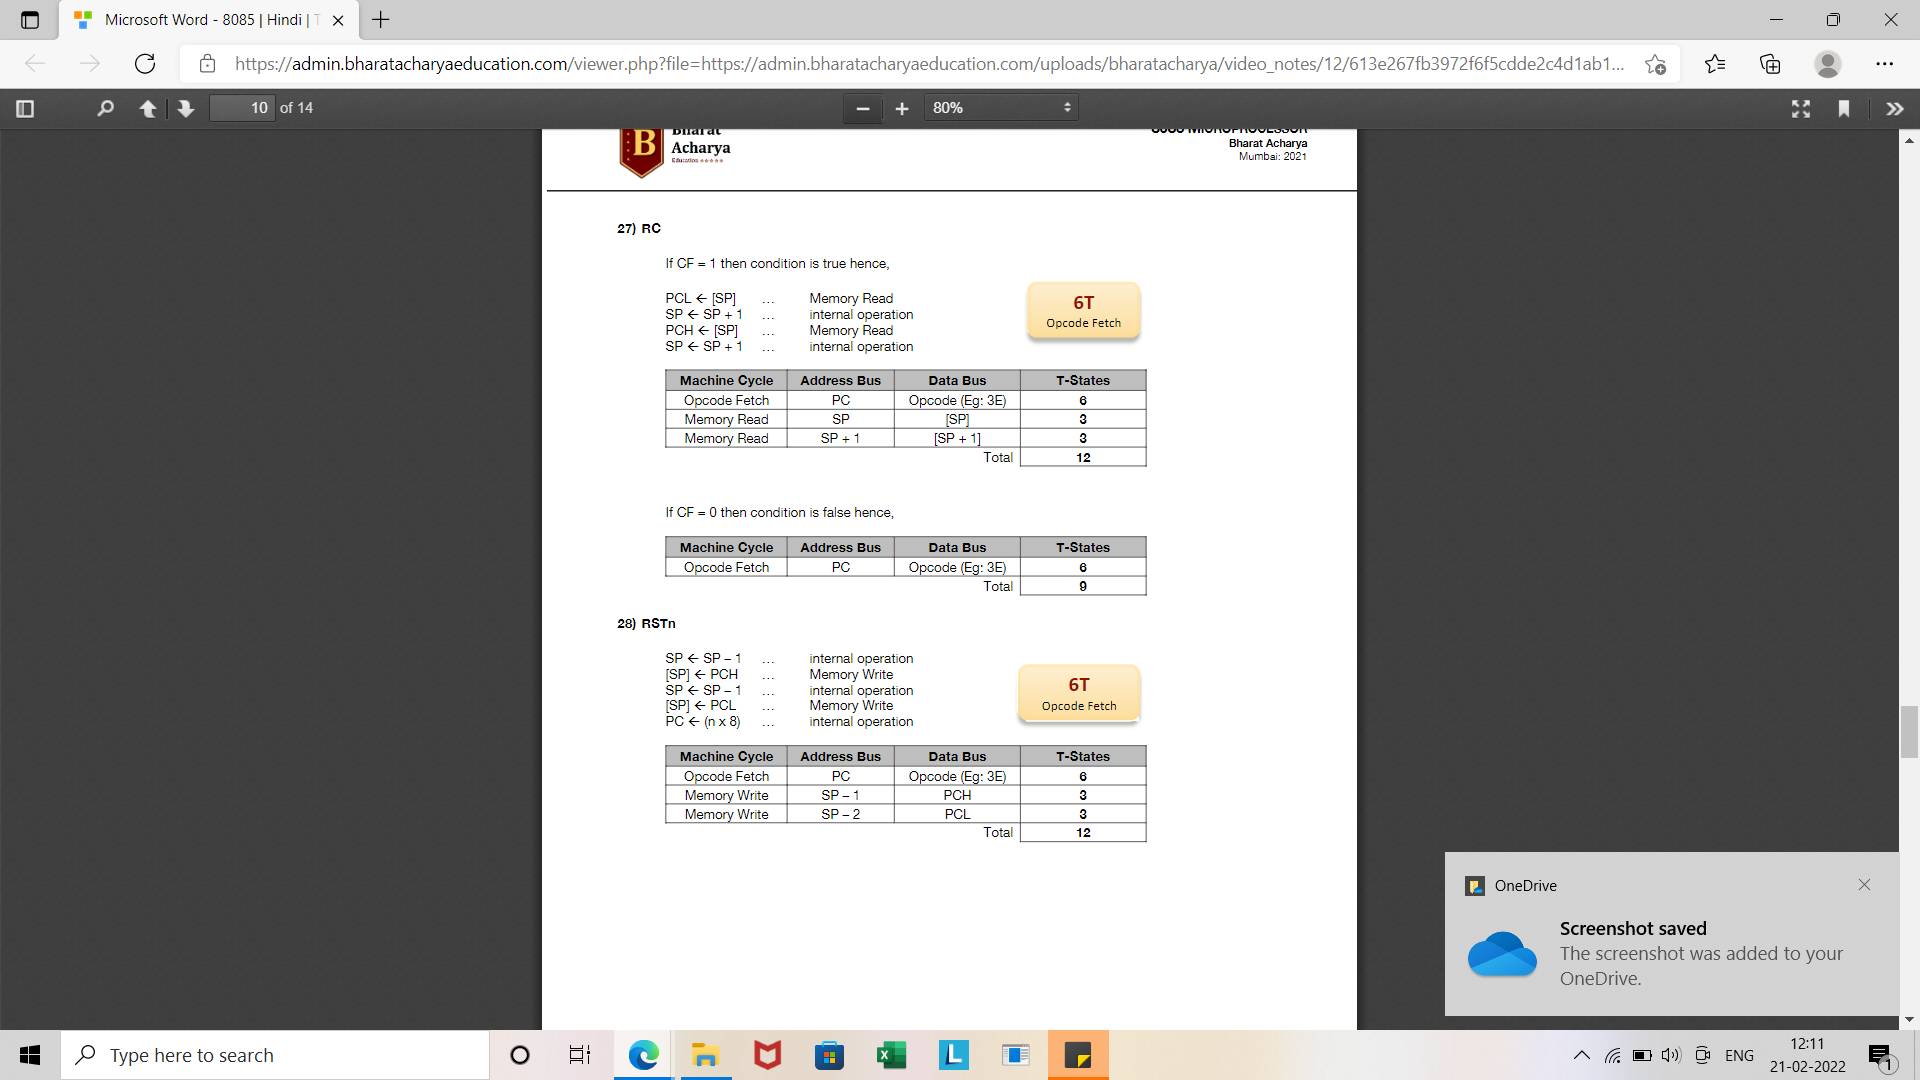 Microsoft Word - 8085 | Hindi | T
https://admin.bharatacharyaeducation.com/viewer.php?file=https://admin.bharatacharyaeducation.com/uploads/bharatacharya/video_notes/12/613e267fb3972f6f5cdde2c4d1ab1...
10 of 14
80%
Bharat
Acharya
Education
8085 MICROPROCESSOR
Bharat Acharya
Mumbai: 2021
27) RC
If CF = 1 then condition is true hence,
PCL ← [SP] ... Memory Read
SP ← SP + 1 ... internal operation
PCH ← [SP] ... Memory Read
SP ← SP + 1 ... internal operation
6T
Opcode Fetch
Machine Cycle Address Bus Data Bus T-States
Opcode Fetch PC Opcode (Eg: 3E) 6
Memory Read SP [SP] 3
Memory Read SP + 1 [SP + 1] 3
Total 12
If CF = 0 then condition is false hence,
Machine Cycle Address Bus Data Bus T-States
Opcode Fetch PC Opcode (Eg: 3E) 6
Total 9
28) RSTn
SP ← SP – 1 ... internal operation
[SP] ← PCH ... Memory Write
SP ← SP – 1 ... internal operation
[SP] ← PCL ... Memory Write
PC ← (n x 8) ... internal operation
6T
Opcode Fetch
Machine Cycle Address Bus Data Bus T-States
Opcode Fetch PC Opcode (Eg: 3E) 6
Memory Write SP – 1 PCH 3
Memory Write SP – 2 PCL 3
Total 12
OneDrive
Screenshot saved
The screenshot was added to your
OneDrive.
Type here to search
L
ENG
12:11
21-02-2022
1